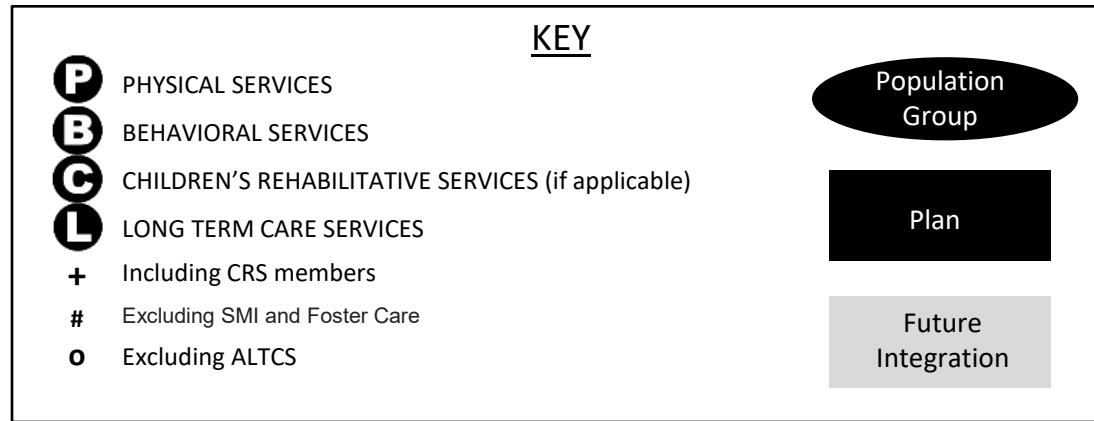 KEY
P PHYSICAL SERVICES
B BEHAVIORAL SERVICES
C CHILDREN’S REHABILITATIVE SERVICES (if applicable)
L LONG TERM CARE SERVICES
+ Including CRS members
# Excluding SMI and Foster Care
o Excluding ALTCS
Population
Group
Plan
Future
Integration